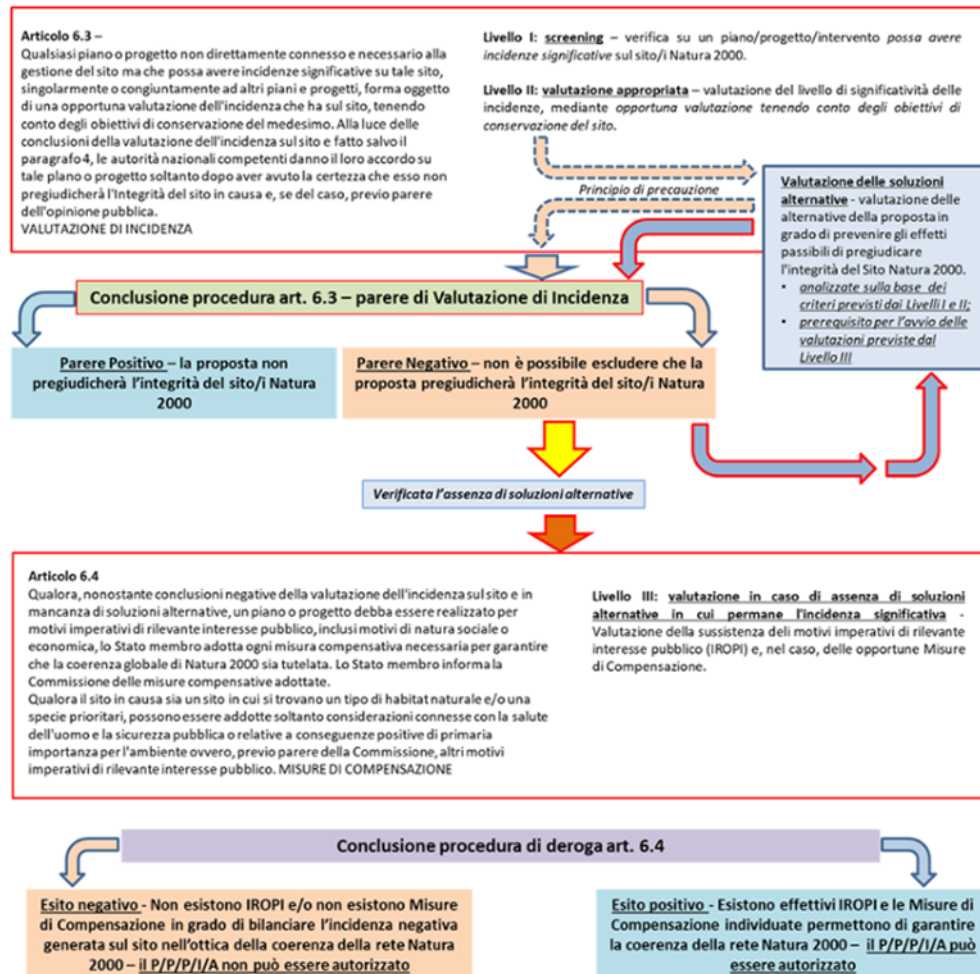 Articolo 6.3 –
Qualsiasi piano o progetto non direttamente connesso e necessario alla
gestione del sito ma che possa avere incidenze significative su tale sito,
singolarmente o congiuntamente ad altri piani e progetti, forma oggetto
di una opportuna valutazione dell'incidenza che ha sul sito, tenendo
conto degli obiettivi di conservazione del medesimo. Alla luce delle
conclusioni della valutazione dell'incidenza sul sito e fatto salvo il
paragrafo 4, le autorità nazionali competenti danno il loro accordo su
tale piano o progetto soltanto dopo aver avuto la certezza che esso non
pregiudicherà l'integrità del sito in causa e, se del caso, previo parere
dell'opinione pubblica.
VALUTAZIONE DI INCIDENZA
Livello I: screening – verifica su un piano/progetto/intervento possa avere
incidenze significative sul sito/i Natura 2000.
Livello II: valutazione appropriata – valutazione del livello di significatività delle
incidenze, mediante opportuna valutazione tenendo conto degli obiettivi di
conservazione del sito.
Principio di precauzione
Valutazione delle soluzioni
alternative - valutazione delle
alternative della proposta in
grado di prevenire gli effetti
passibili di pregiudicare
l'integrità del Sito Natura 2000.
• analizzate sulla base dei
criteri previsti dai Livelli I e II;
• prerequisito per l'avvio delle
valutazioni previste dal
Livello III
Conclusione procedura art. 6.3 – parere di Valutazione di Incidenza
Parere Positivo – la proposta non
pregiudicherà l'integrità del sito/i Natura
2000
Parere Negativo – non è possibile escludere che la
proposta pregiudicherà l'integrità del sito/i Natura
2000
Verificata l'assenza di soluzioni alternative
Articolo 6.4
Qualora, nonostante conclusioni negative della valutazione dell'incidenza sul sito e in
mancanza di soluzioni alternative, un piano o progetto debba essere realizzato per
motivi imperativi di rilevante interesse pubblico, inclusi motivi di natura sociale o
economica, lo Stato membro adotta ogni misura compensativa necessaria per garantire
che la coerenza globale di Natura 2000 sia tutelata. Lo Stato membro informa la
Commissione delle misure compensative adottate.
Qualora il sito in causa sia un sito in cui si trovano un tipo di habitat naturale e/o una
specie prioritari, possono essere addotte soltanto considerazioni connesse con la salute
dell'uomo e la sicurezza pubblica o relative a conseguenze positive di primaria
importanza per l'ambiente ovvero, previo parere della Commissione, altri motivi
imperativi di rilevante interesse pubblico. MISURE DI COMPENSAZIONE
Livello III: valutazione in caso di assenza di soluzioni
alternative in cui permane l'incidenza significativa -
Valutazione della sussistenza deli motivi imperativi di rilevante
interesse pubblico (IROPI) e, nel caso, delle opportune Misure
di Compensazione.
Conclusione procedura di deroga art. 6.4
Esito negativo - Non esistono IROPI e/o non esistono Misure
di Compensazione in grado di bilanciare l'incidenza negativa
generata sul sito nell'ottica della coerenza della rete Natura
2000 – il P/P/P/I/A non può essere autorizzato
Esito positivo - Esistono effettivi IROPI e le Misure di
Compensazione individuate permettono di garantire
la coerenza della rete Natura 2000 – il P/P/P/I/A può
essere autorizzato